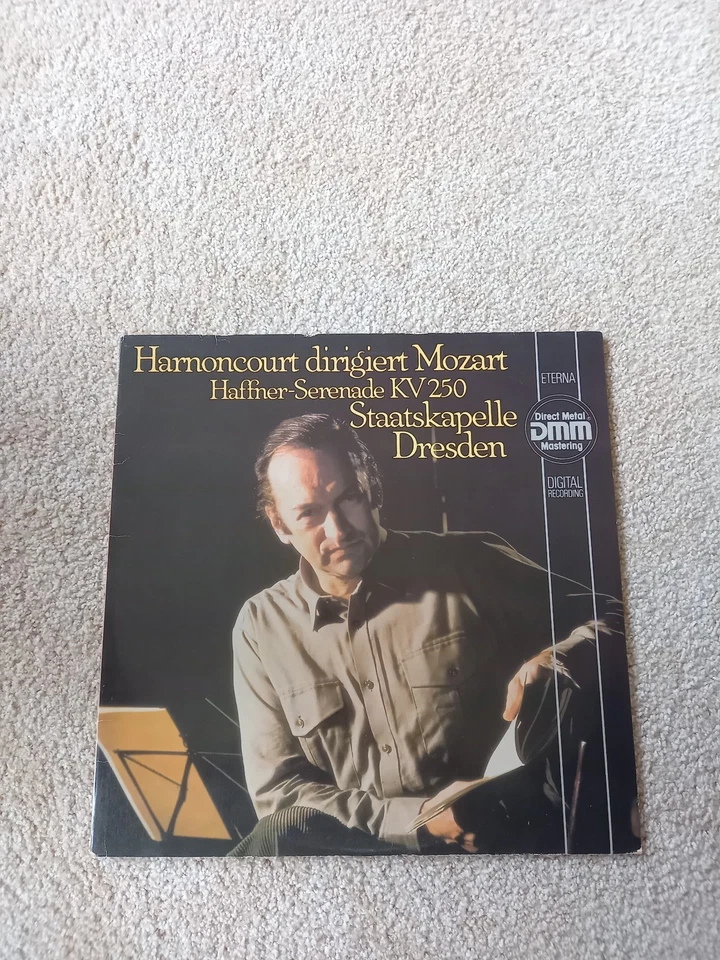 Harnoncourt dirigiert Mozart
Haffner-Serenade KV 250
Staatskapelle
Dresden
ETERNA
Direct Metal
DMM
Mastering
DIGITAL
RECORDING